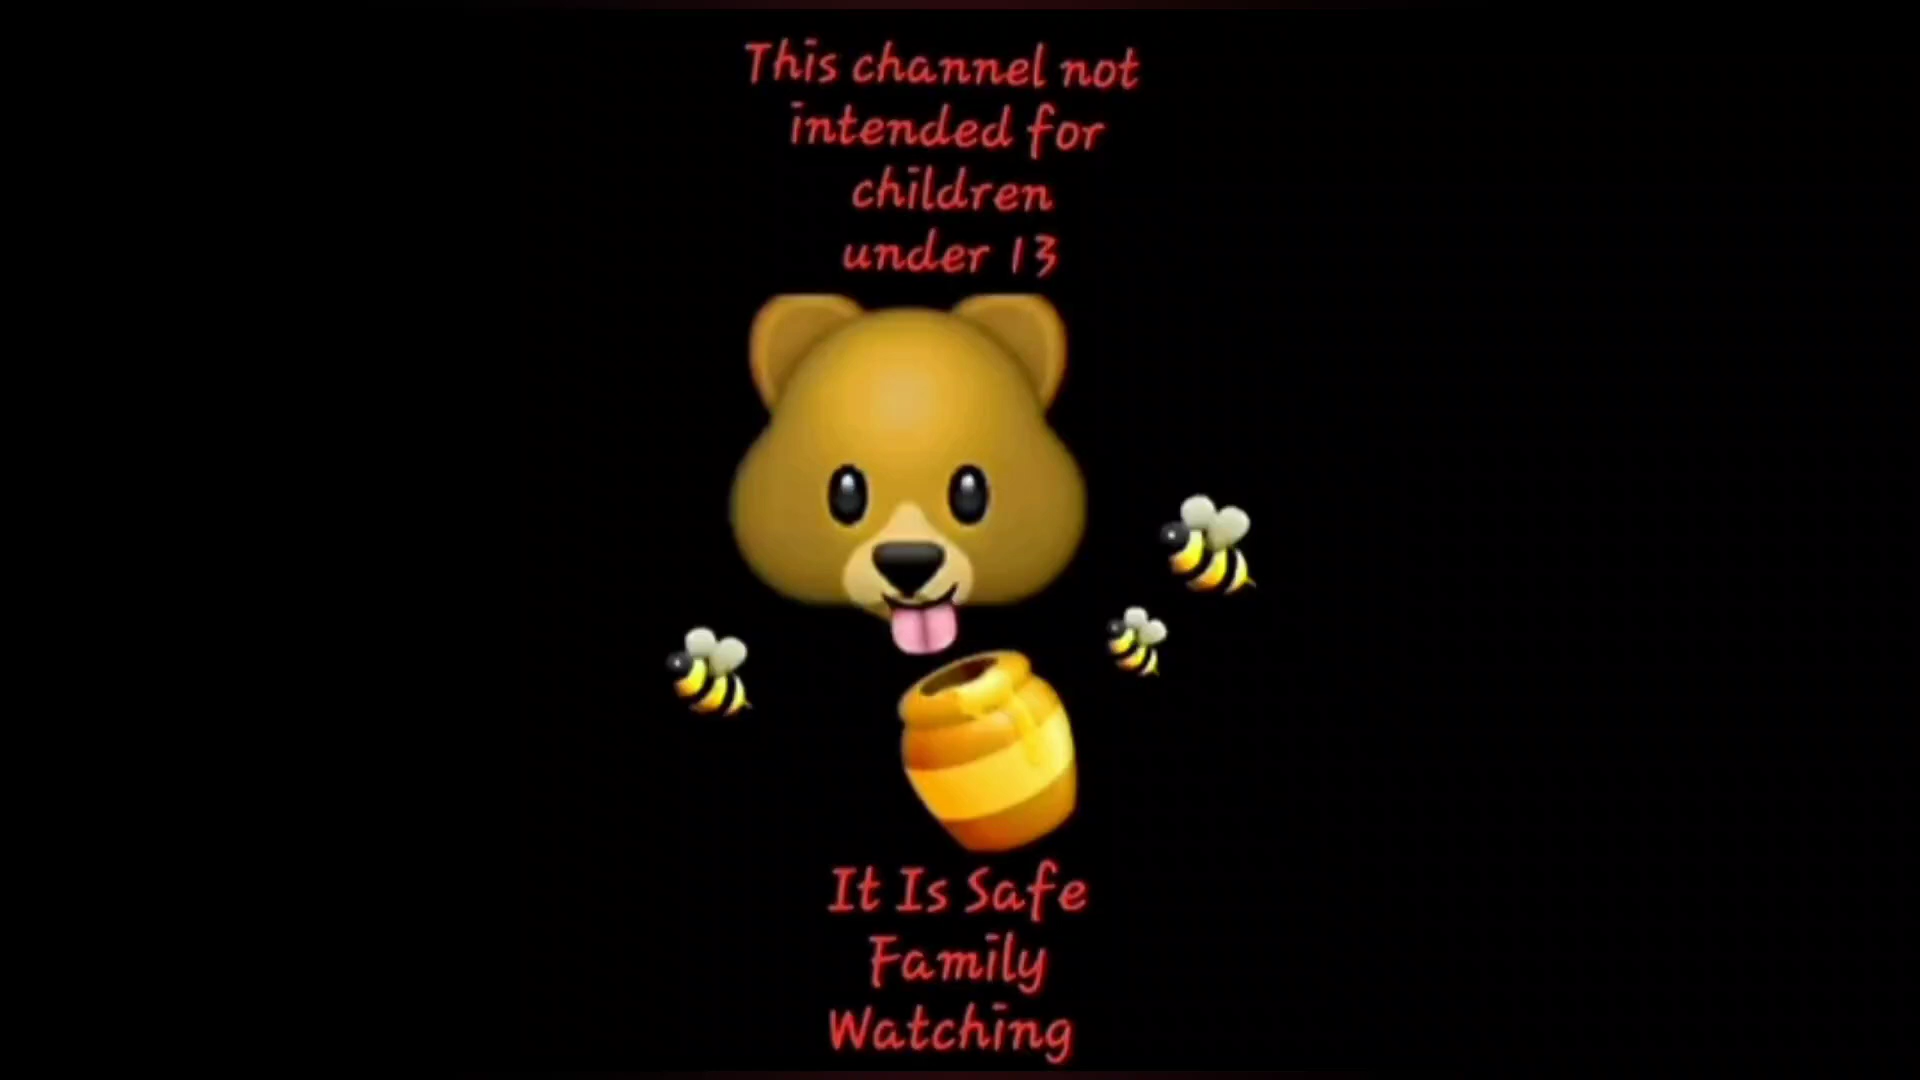 This channel not
intended for
children
under 13
It Is Safe
Family
Watching